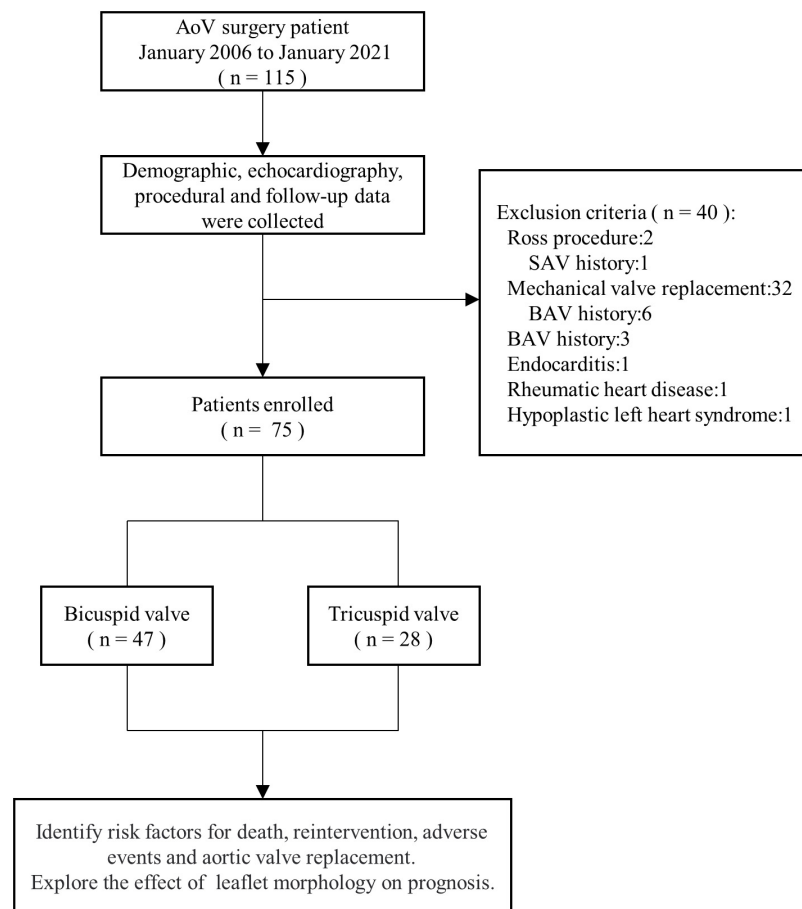 AoV surgery patient
January 2006 to January 2021
( n = 115 )
Demographic, echocardiography,
procedural and follow-up data
were collected
Exclusion criteria ( n = 40 ):
Ross procedure:2
SAV history:1
Mechanical valve replacement:32
BAV history:6
BAV history:3
Endocarditis:1
Rheumatic heart disease:1
Hypoplastic left heart syndrome:1
Patients enrolled
( n = 75 )
Bicuspid valve
( n = 47 )
Tricuspid valve
( n = 28 )
Identify risk factors for death, reintervention, adverse
events and aortic valve replacement.
Explore the effect of leaflet morphology on prognosis.